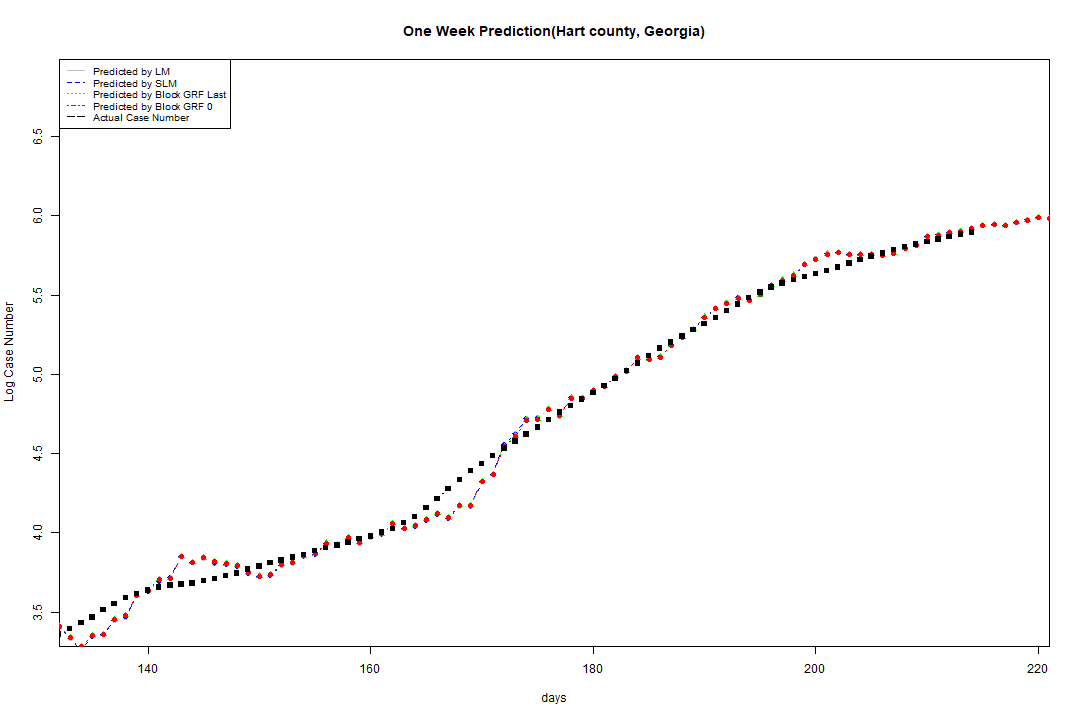 One Week Prediction(Hart county, Georgia)
Predicted by LM
Predicted by SLM
Predicted by Block GRF Last
Predicted by Block GRF 0
Actual Case Number
6.5
6.0
5.5
5.0
4.5
4.0
3.5
Log Case Number
140 160 180 200 220
days